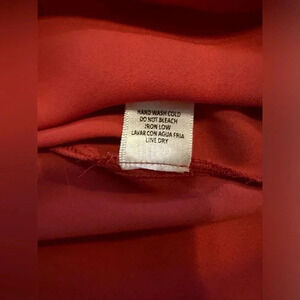 HAND WASH COLD
DO NOT BLEACH
IRON LOW
LAVAR CON AGUA FRIA
LINE DRY